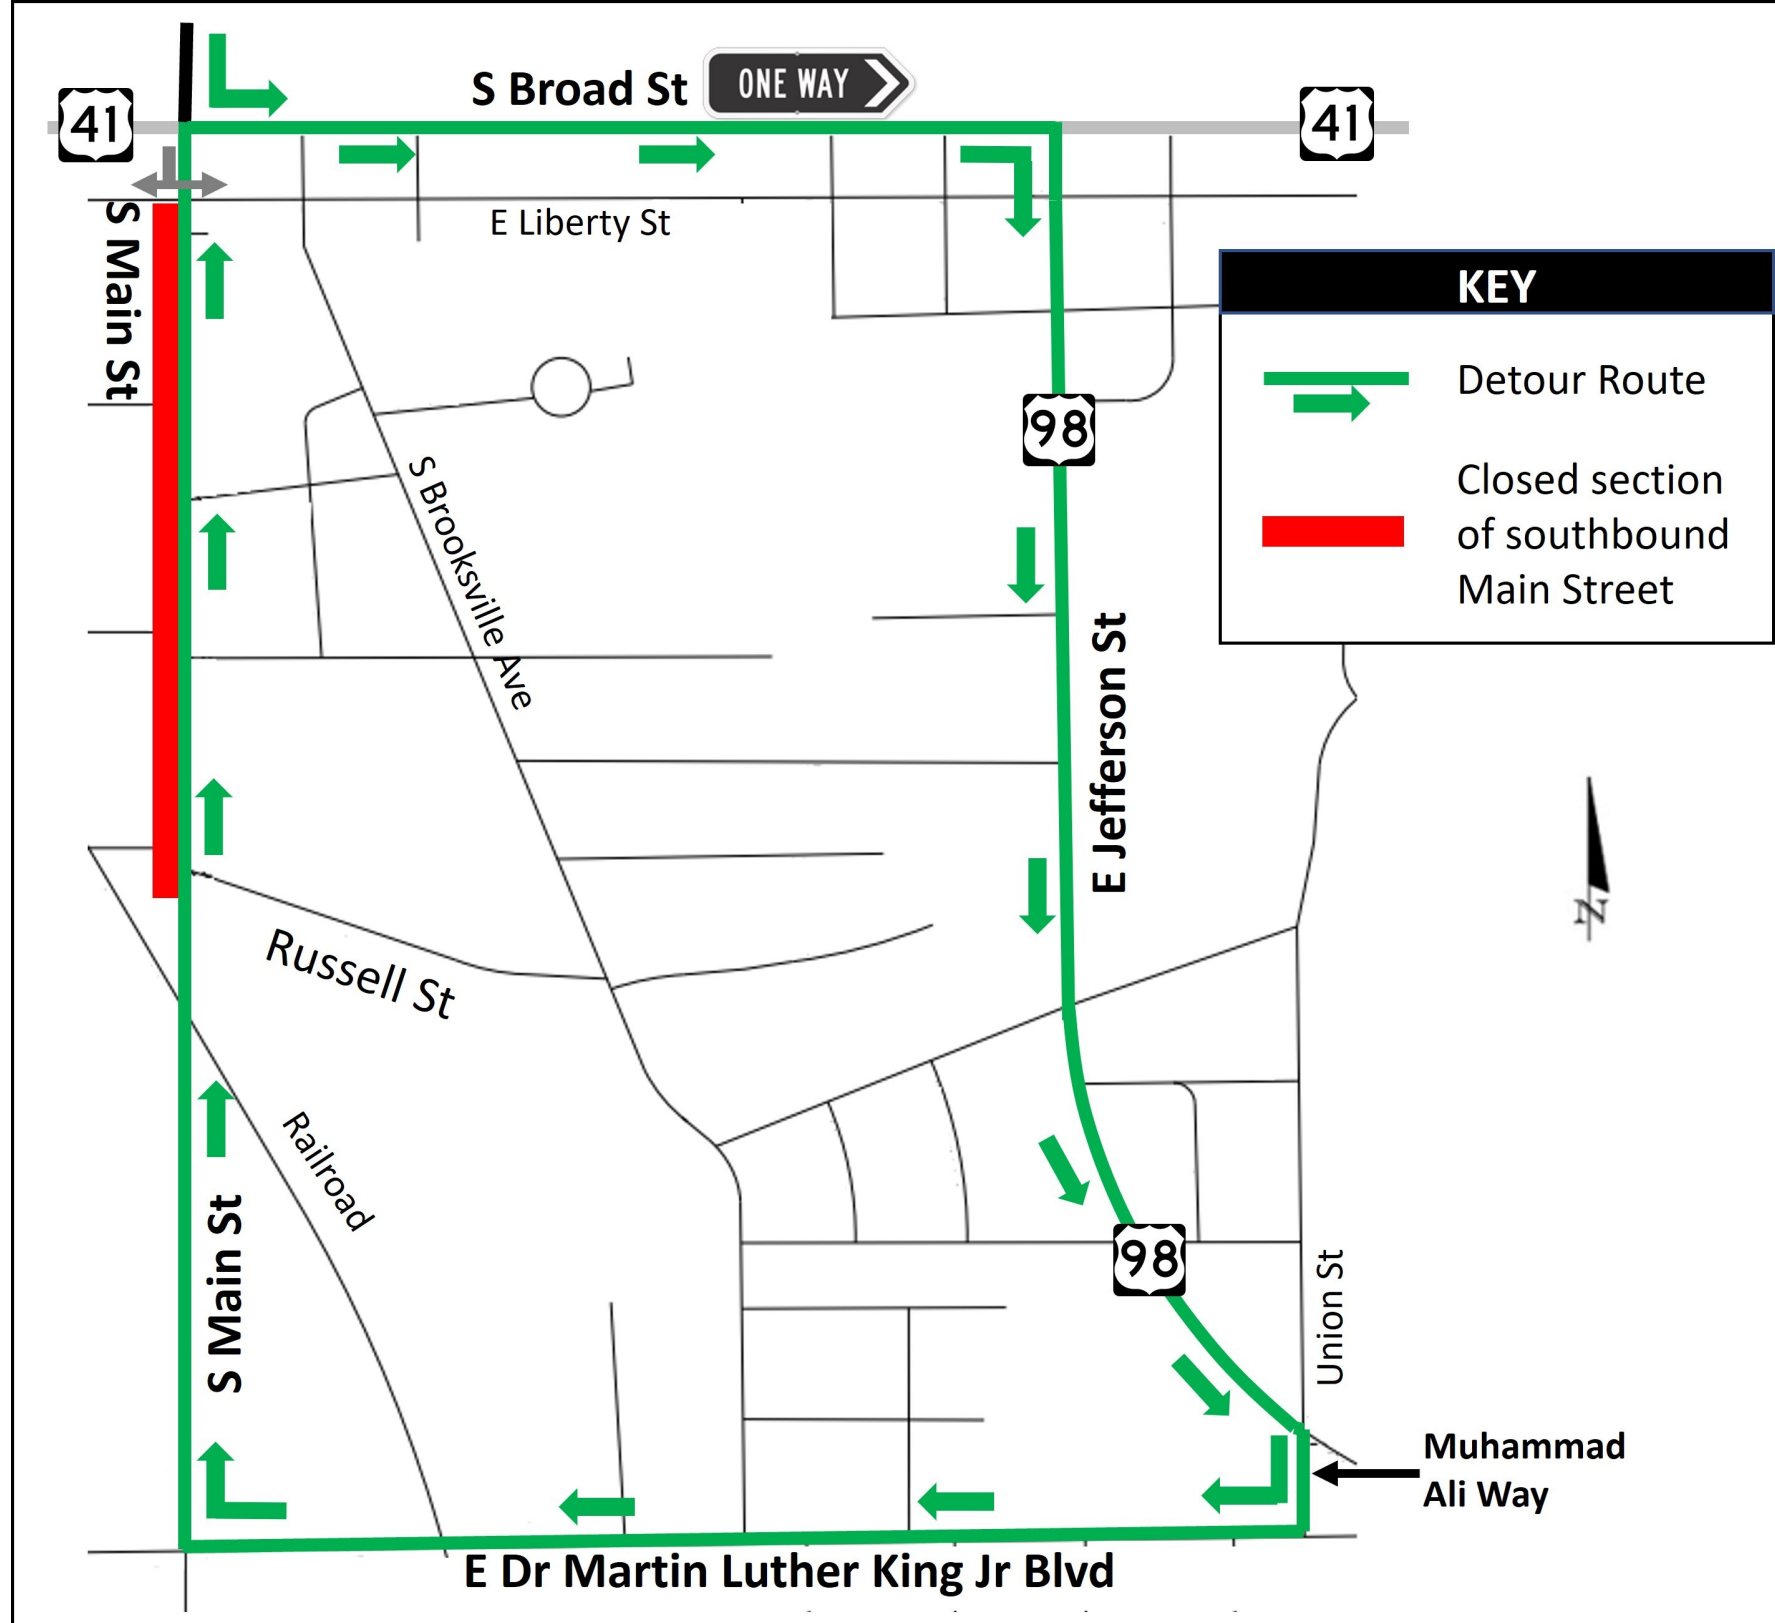 S Broad St
ONE WAY
41
41
E Liberty St
S Main St
KEY
Detour Route
Closed section
of southbound
Main Street
98
S Brooksville Ave
E Jefferson St
N
Russell St
Railroad
S Main St
98
Union St
Muhammad
Ali Way
E Dr Martin Luther King Jr Blvd